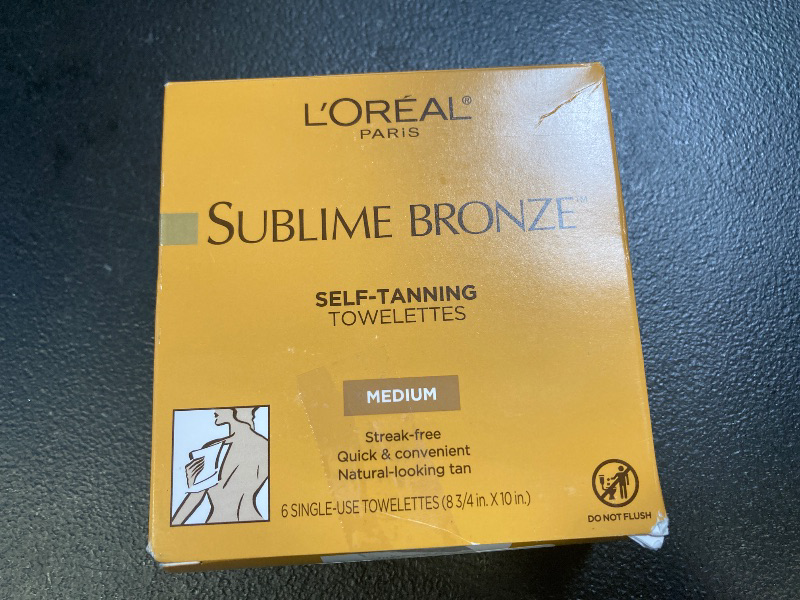 L'ORÉAL®
PARiS
SUBLIME BRONZE™
SELF-TANNING
TOWELETTES
MEDIUM
Streak-free
Quick & convenient
Natural-looking tan
6 SINGLE-USE TOWELETTES (8 3/4 in. X 10 in.)
DO NOT FLUSH